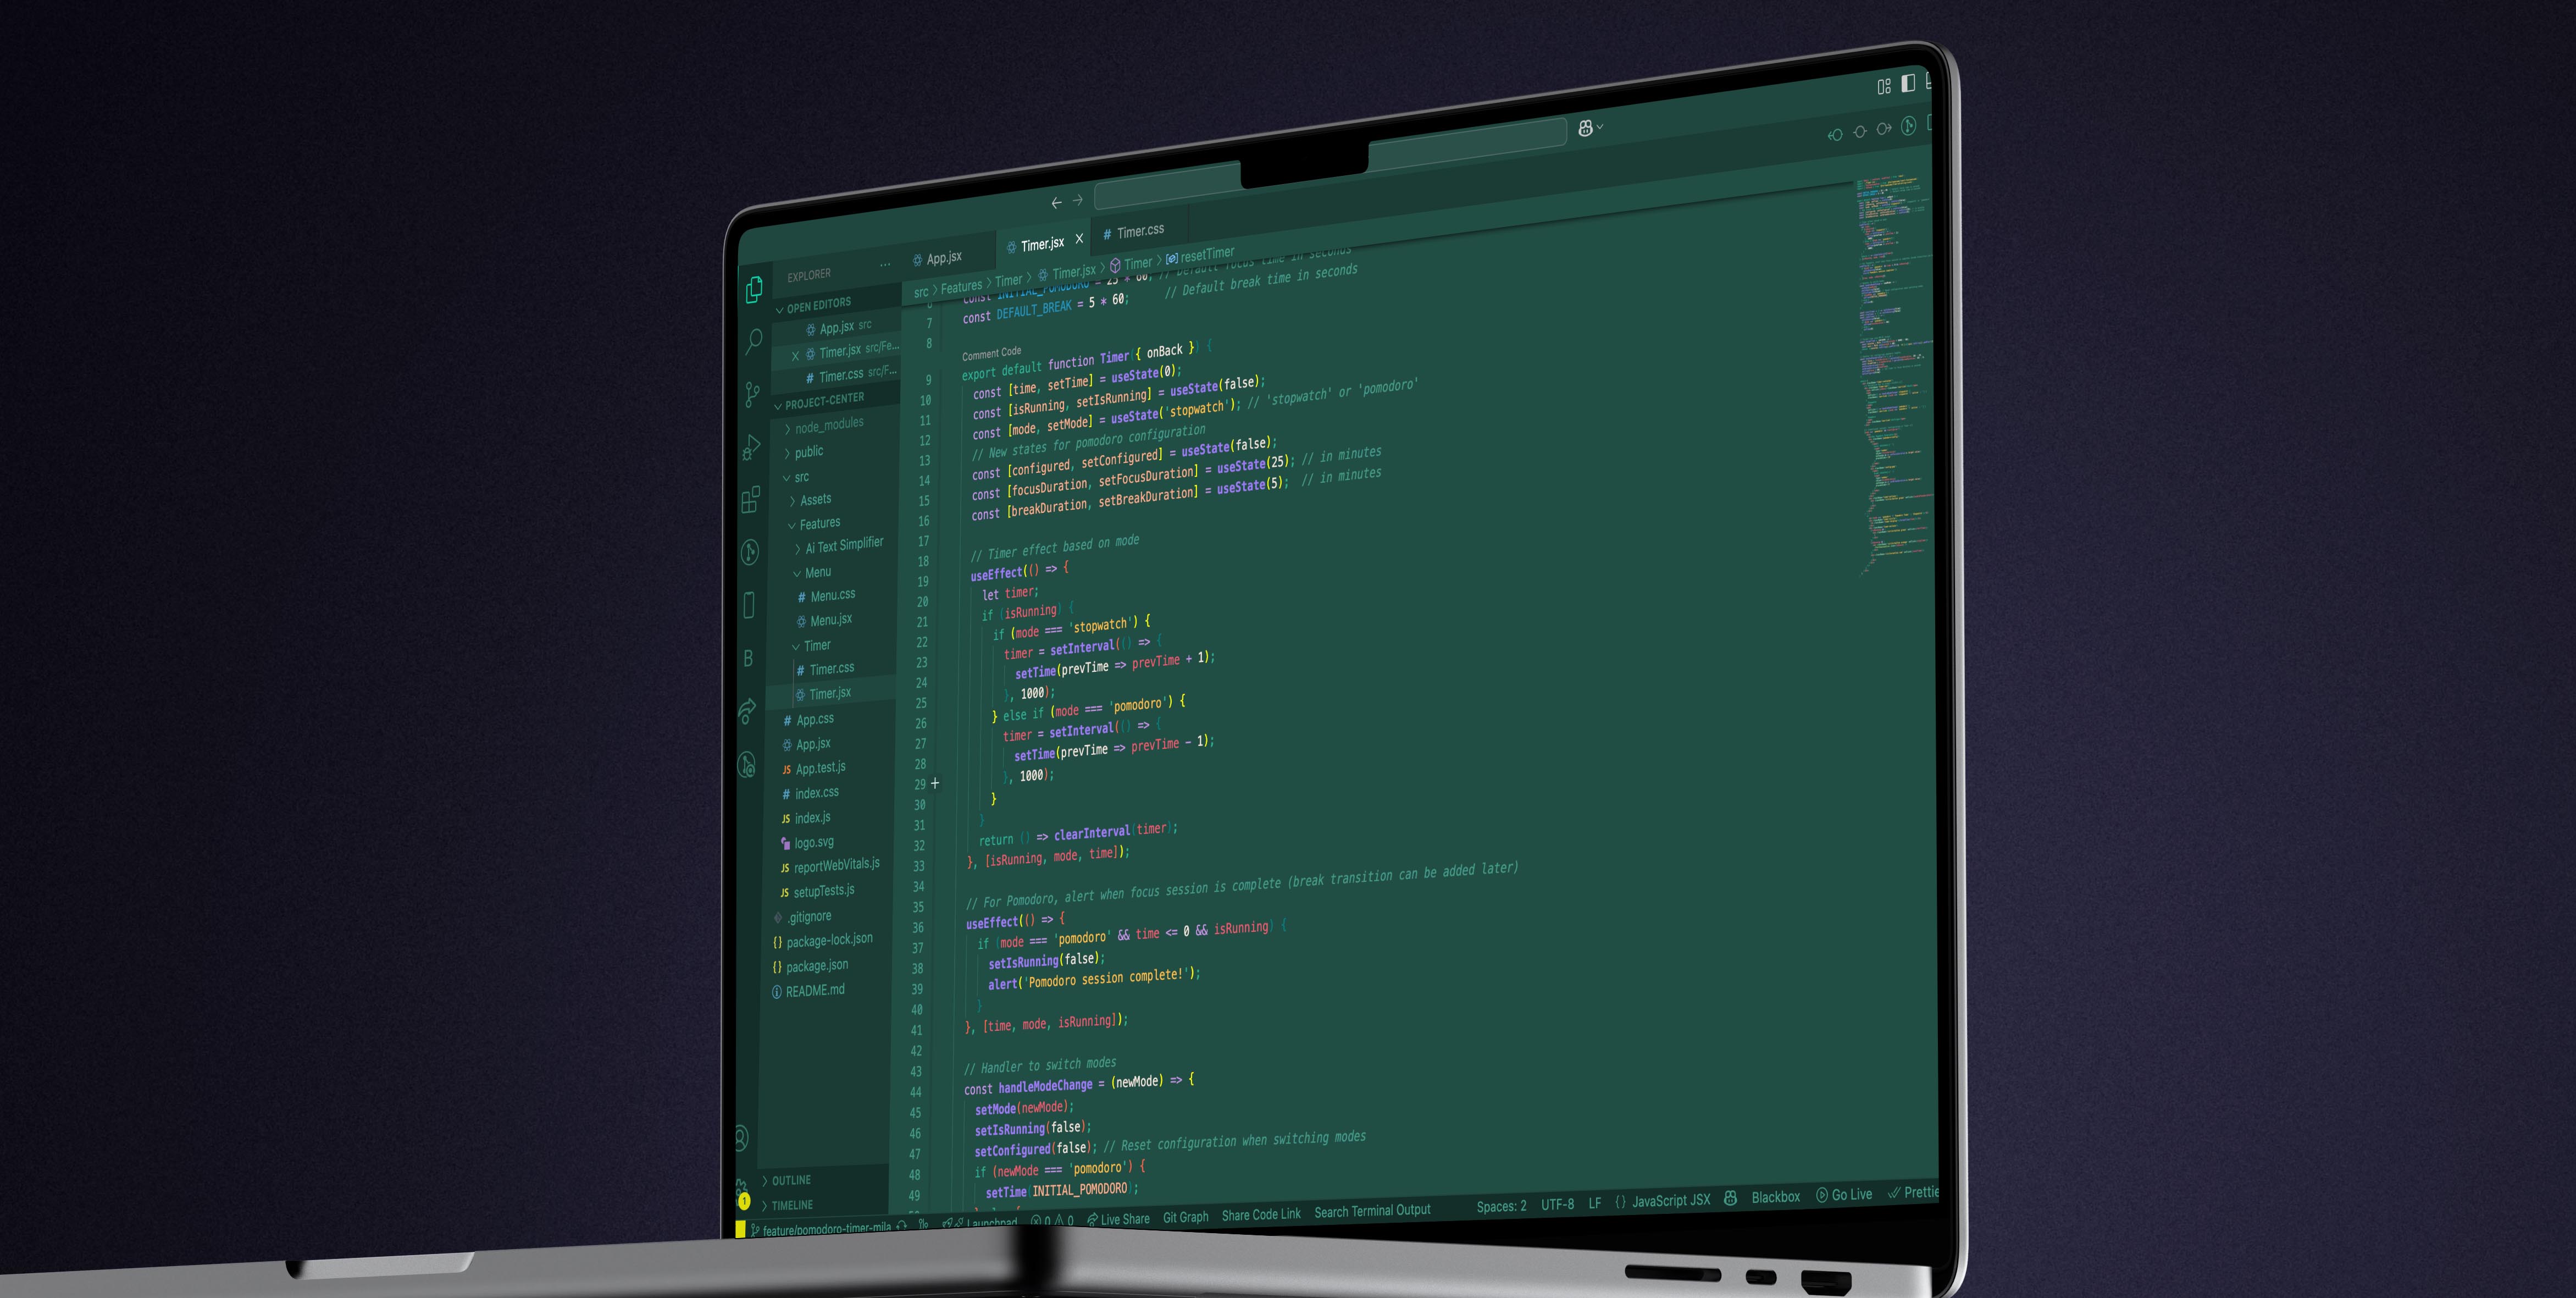 EXPLORER
OPEN EDITORS
App.jsx src
Timer.jsx src/Fe...
Timer.css src/F...
PROJECT-CENTER
node_modules
public
src
Assets
Features
Ai Text Simplifier
Menu
Menu.css
Menu.jsx
Timer
Timer.css
Timer.jsx
App.css
App.jsx
JS App.test.js
index.css
JS index.js
logo.svg
JS reportWebVitals.js
JS setupTests.js
.gitignore
{} package-lock.json
{} package.json
README.md
OUTLINE
TIMELINE
App.jsx
Timer.jsx
# Timer.css
src > Features > Timer > Timer.jsx > Timer > resetTimer
const INITIAL_POMODORO = 25 * 60; // Default focus time in seconds
7 const DEFAULT_BREAK = 5 * 60; // Default break time in seconds
8
Comment Code
9 export default function Timer({ onBack }) {
10 const [time, setTime] = useState(0);
11 const [isRunning, setIsRunning] = useState(false);
12 const [mode, setMode] = useState('stopwatch'); // 'stopwatch' or 'pomodoro'
13 // New states for pomodoro configuration
14 const [configured, setConfigured] = useState(false);
15 const [focusDuration, setFocusDuration] = useState(25); // in minutes
16 const [breakDuration, setBreakDuration] = useState(5); // in minutes
17
18 // Timer effect based on mode
19 useEffect(() => {
20 let timer;
21 if (isRunning) {
22 if (mode === 'stopwatch') {
23 timer = setInterval(() => {
24 setTime(prevTime => prevTime + 1);
25 }, 1000);
26 } else if (mode === 'pomodoro') {
27 timer = setInterval(() => {
28 setTime(prevTime => prevTime - 1);
29 }, 1000);
30 }
31 }
32 return () => clearInterval(timer);
33 }, [isRunning, mode, time]);
34
35 // For Pomodoro, alert when focus session is complete (break transition can be added later)
36 useEffect(() => {
37 if (mode === 'pomodoro' && time <= 0 && isRunning) {
38 setIsRunning(false);
39 alert('Pomodoro session complete!');
40 }
41 }, [time, mode, isRunning]);
42
43 // Handler to switch modes
44 const handleModeChange = (newMode) => {
45 setMode(newMode);
46 setIsRunning(false);
47 setConfigured(false); // Reset configuration when switching modes
48 if (newMode === 'pomodoro') {
49 setTime(INITIAL_POMODORO);
B
1
feature/pomodoro-timer-mila Launchpad 0 0 Live Share Git Graph Share Code Link Search Terminal Output Spaces: 2 UTF-8 LF {} JavaScript JSX Blackbox Go Live